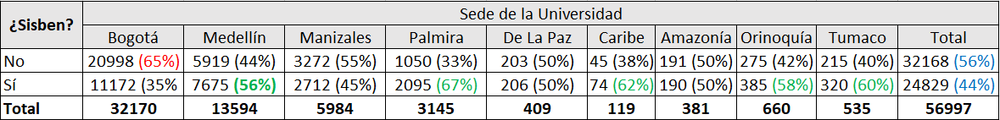 ¿Sisben? Sede de la Universidad
Bogotá Medellín Manizales Palmira De La Paz Caribe Amazonía Orinoquía Tumaco Total
No 20998 (65%) 5919 (44%) 3272 (55%) 1050 (33%) 203 (50%) 45 (38%) 191 (50%) 275 (42%) 215 (40%) 32168 (56%)
Sí 11172 (35% 7675 (56%) 2712 (45%) 2095 (67%) 206 (50%) 74 (62%) 190 (50%) 385 (58%) 320 (60%) 24829 (44%)
Total 32170 13594 5984 3145 409 119 381 660 535 56997